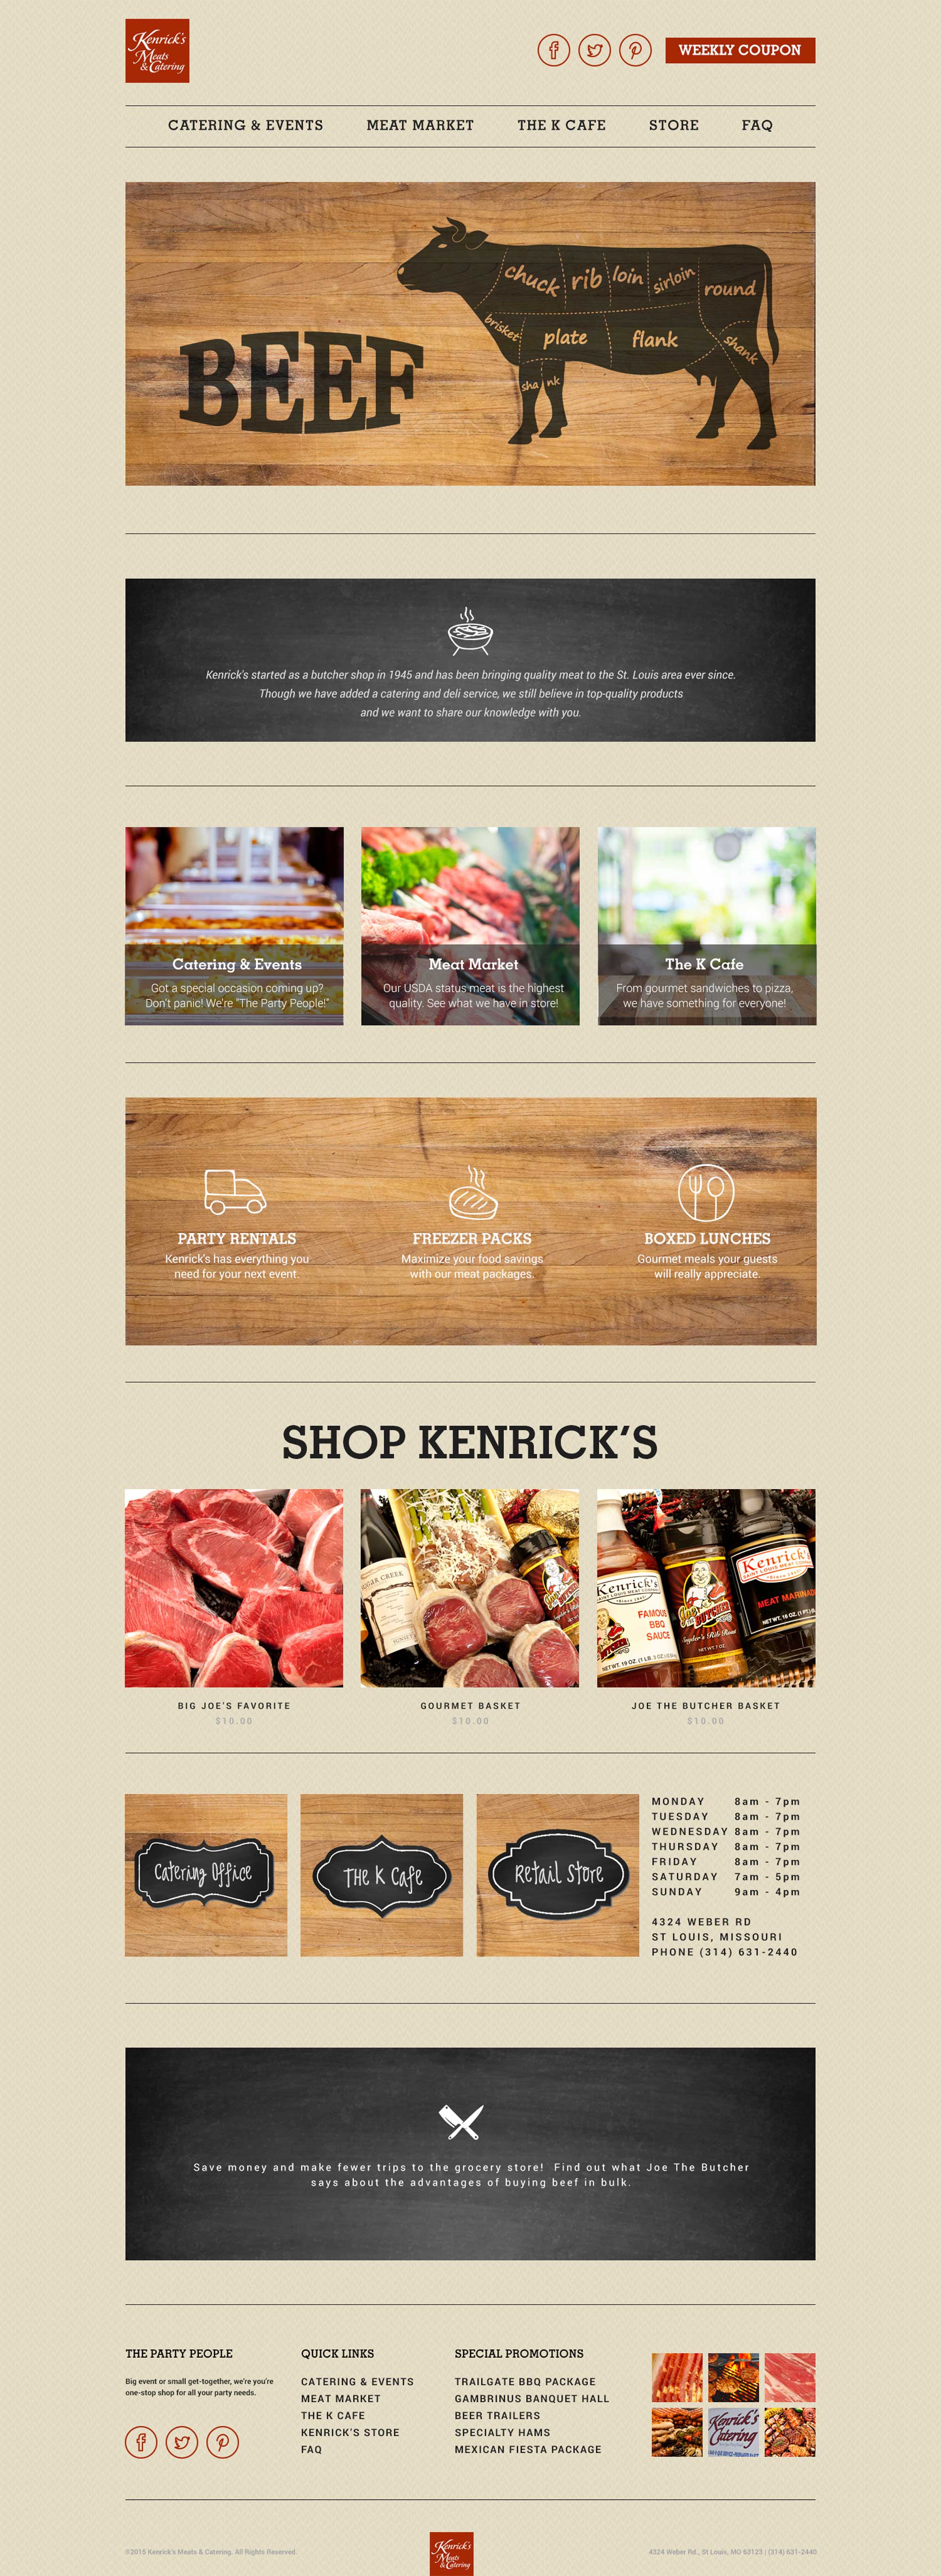 Kenrick's
Meats
& Catering
WEEKLY COUPON
CATERING & EVENTS
MEAT MARKET
THE K CAFE
STORE
FAQ
chuck
rib
loin
sirloin
round
brisket
plate
flank
shank
shank
BEEF
Kenrick's started as a butcher shop in 1945 and has been bringing quality meat to the St. Louis area ever since.
Though we have added a catering and deli service, we still believe in top-quality products
and we want to share our knowledge with you.
Catering & Events
Got a special occasion coming up?
Don't panic! We're "The Party People!"
Meat Market
Our USDA status meat is the highest
quality. See what we have in store!
The K Cafe
From gourmet sandwiches to pizza,
we have something for everyone!
PARTY RENTALS
Kenrick's has everything you
need for your next event.
FREEZER PACKS
Maximize your food savings
with our meat packages.
BOXED LUNCHES
Gourmet meals your guests
will really appreciate.
SHOP KENRICK'S
Kenrick's
FAMOUS
BBQ
SAUCE
Joe
THE BUTCHER
Kenrick's
MEAT MARINAD
BIG JOE'S FAVORITE
$10.00
GOURMET BASKET
$10.00
JOE THE BUTCHER BASKET
$10.00
Catering Office
THE K Cafe
Retail Store
MONDAY 8am - 7pm
TUESDAY 8am - 7pm
WEDNESDAY 8am - 7pm
THURSDAY 8am - 7pm
FRIDAY 8am - 7pm
SATURDAY 7am - 5pm
SUNDAY 9am - 4pm
4324 WEBER RD
ST LOUIS, MISSOURI
PHONE (314) 631-2440
Save money and make fewer trips to the grocery store! Find out what Joe The Butcher
says about the advantages of buying beef in bulk.
THE PARTY PEOPLE
Big event or small get-together, we're you're
one-stop shop for all your party needs.
QUICK LINKS
CATERING & EVENTS
MEAT MARKET
THE K CAFE
KENRICK'S STORE
FAQ
SPECIAL PROMOTIONS
TRAILGATE BBQ PACKAGE
GAMBRINUS BANQUET HALL
BEER TRAILERS
SPECIALTY HAMS
MEXICAN FIESTA PACKAGE
Kenrick's
Catering
©2015 Kenrick's Meats & Catering. All Rights Reserved.
Kenrick's
Meats
& Catering
4324 Weber Rd., St Louis, MO 63123 | (314) 631-2440